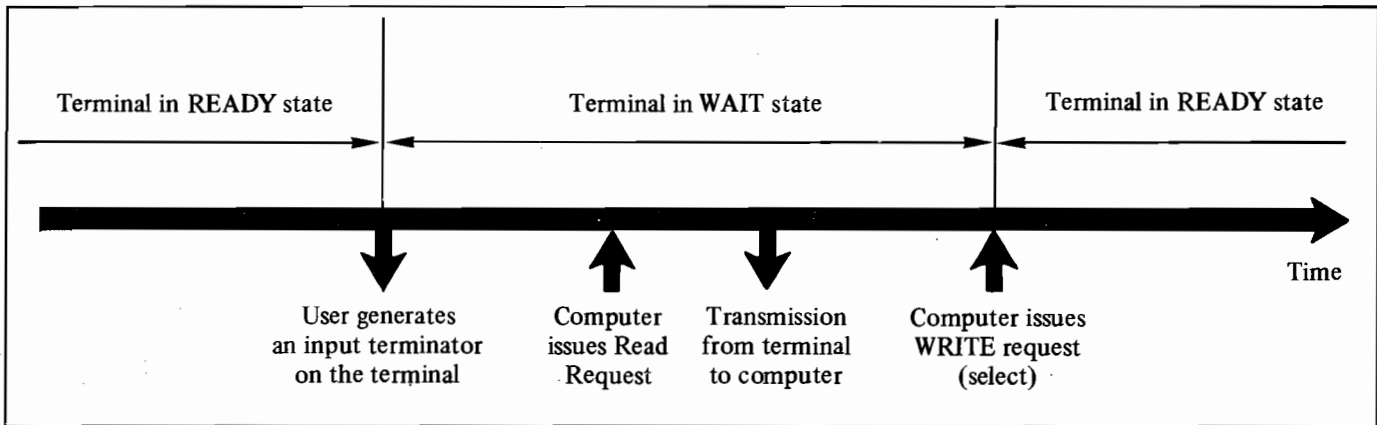 Terminal in READY state
Terminal in WAIT state
Terminal in READY state
Time
User generates
an input terminator
on the terminal
Computer
issues Read
Request
Transmission
from terminal
to computer
Computer issues
WRITE request
(select)